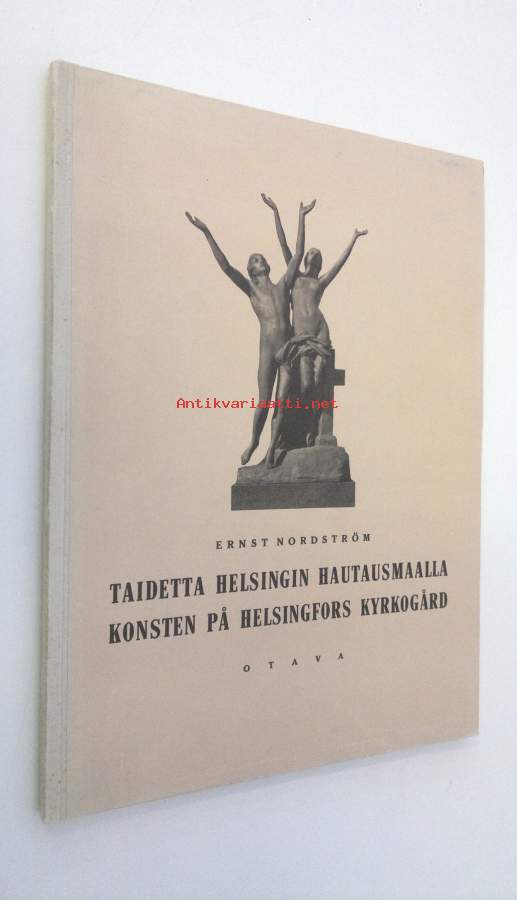 Antikvariaatti.net
ERNST NORDSTRÖM
TAIDETTA HELSINGIN HAUTAUSMAALLA
KONSTEN PÅ HELSINGFORS KYRKOGÅRD
OTAVA